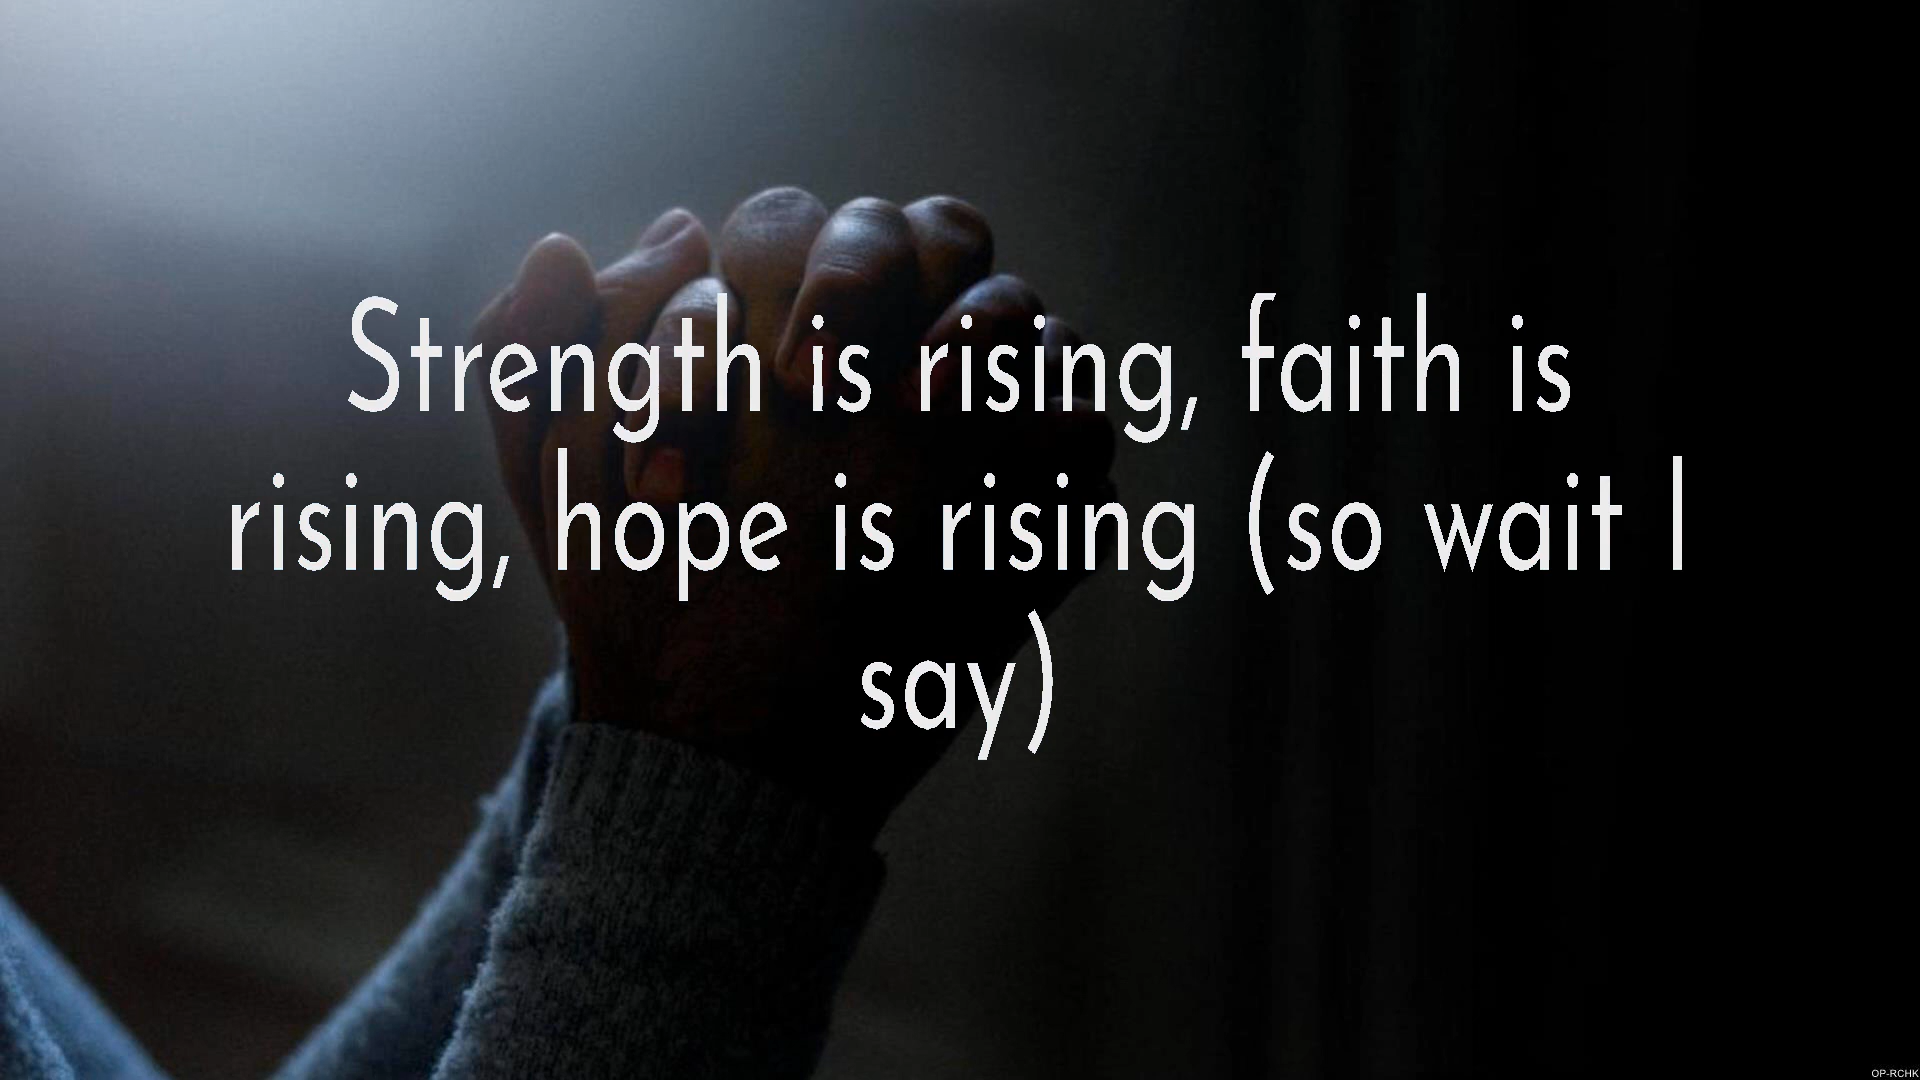 Strength is rising, faith is
rising, hope is rising (so wait I
say)
OP-RCHK